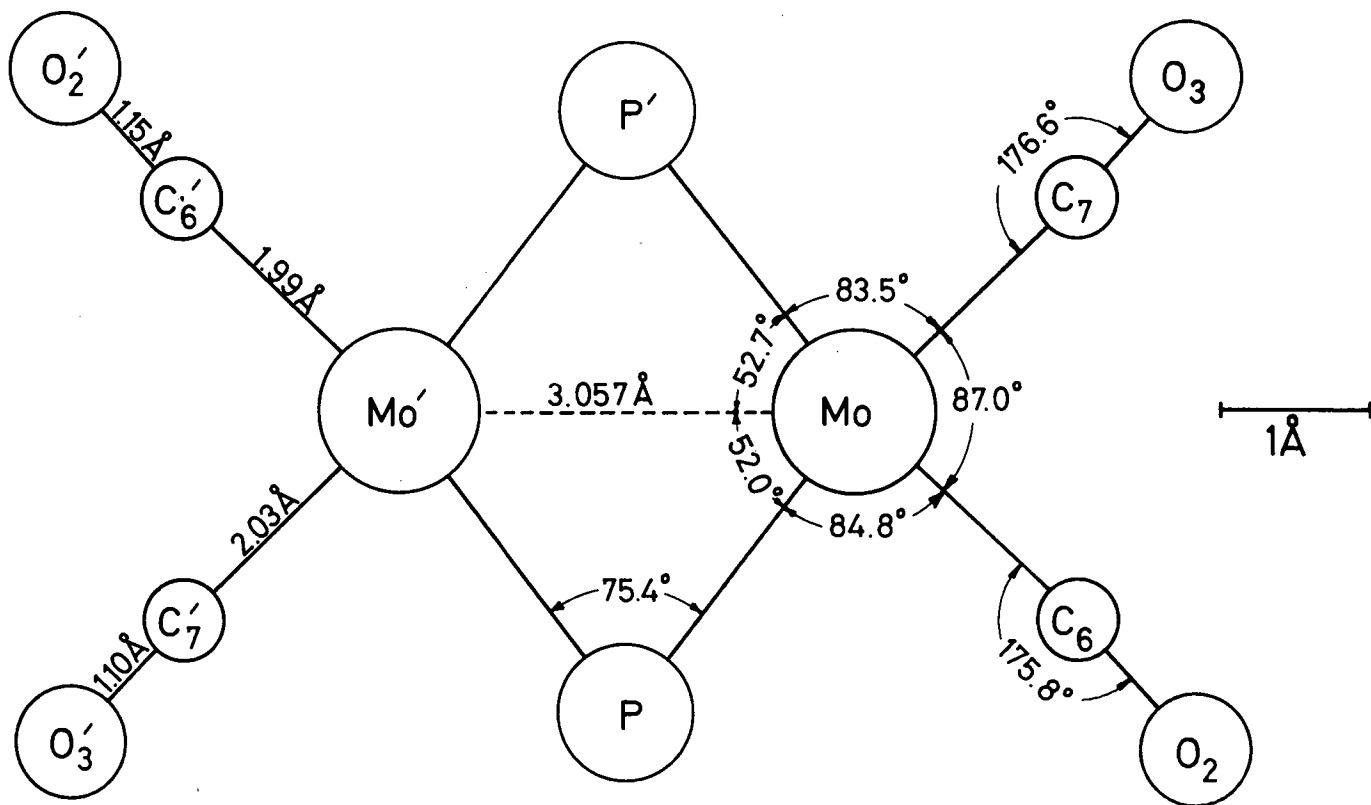 O₂′
P′
O₃
1.15Å
176.6°
C₆′
C₇
1.99Å
83.5°
52.7°
3.057Å
Mo′
Mo
87.0°
1Å
52.0°
2.03Å
84.8°
75.4°
C₇′
C₆
1.10Å
175.8°
P
O₃′
O₂